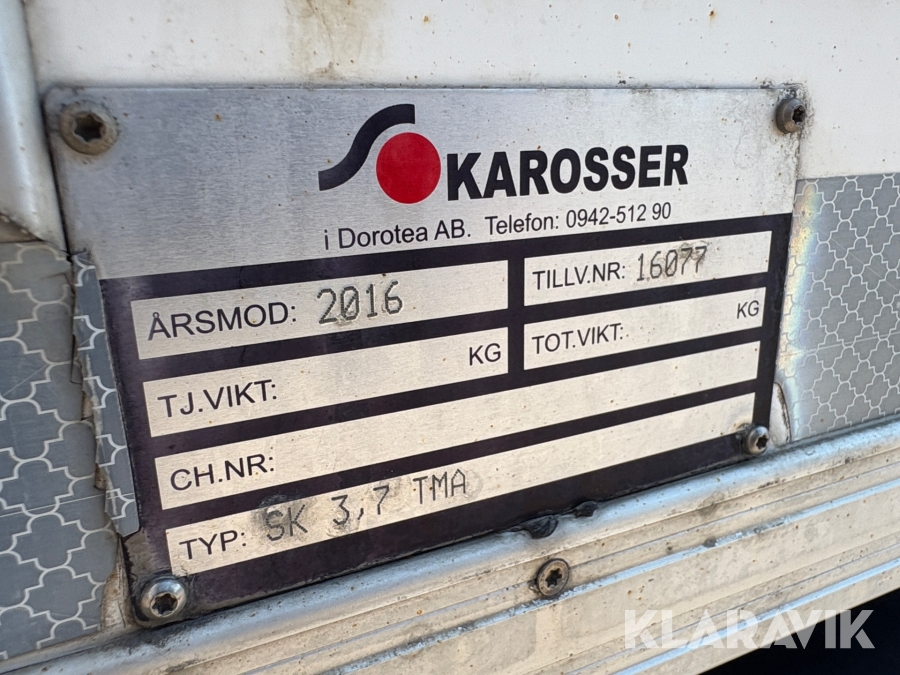 KAROSSER
i Dorotea AB. Telefon: 0942-512 90
ÅRSMOD: 2016
TILLV.NR: 16077
TJ.VIKT: KG
TOT.VIKT: KG
CH.NR:
TYP: SK 3,7 TMA
KLARAVIK